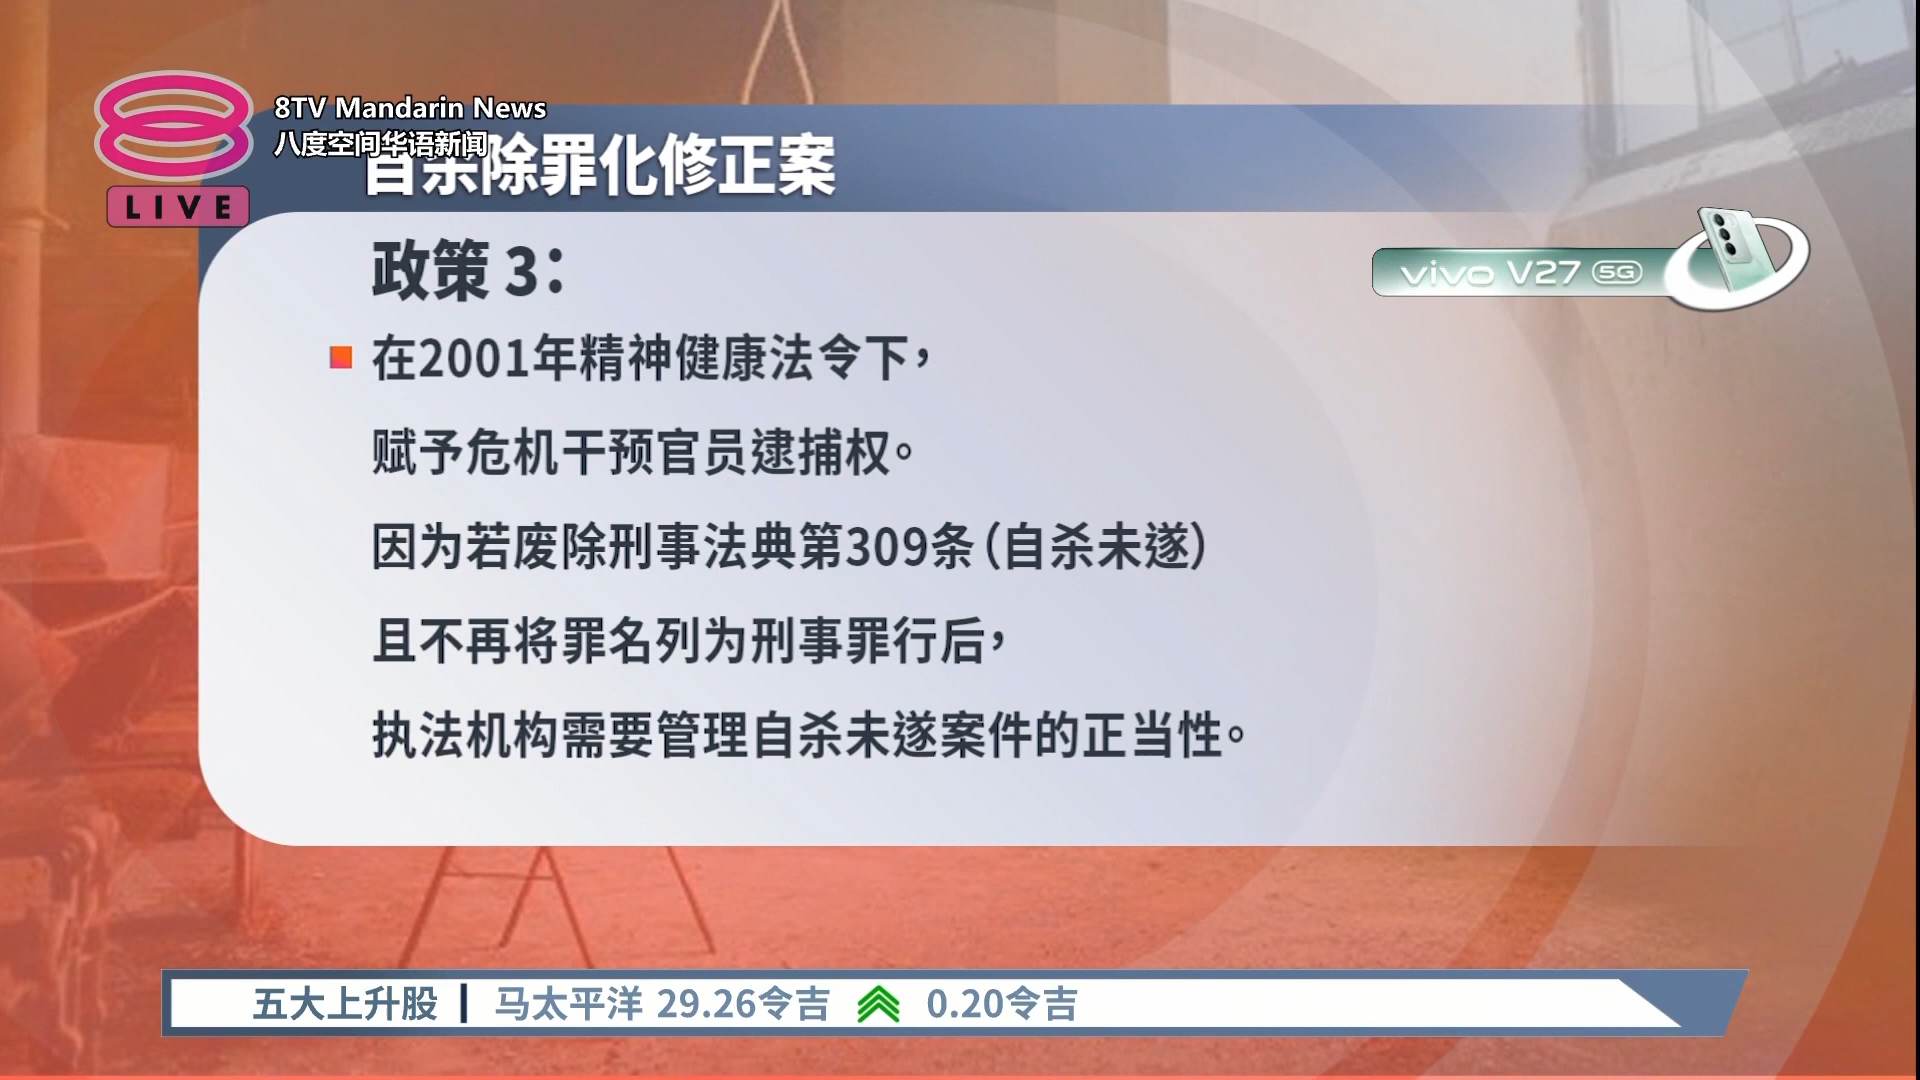 8TV Mandarin News
八度空间华语新闻
LIVE
自杀除罪化修正案
政策 3：
vivo V27 5G
在2001年精神健康法令下，
赋予危机干预官员逮捕权。
因为若废除刑事法典第309条（自杀未遂）
且不再将罪名列为刑事罪行后，
执法机构需要管理自杀未遂案件的正当性。
五大上升股 | 马太平洋 29.26令吉 0.20令吉